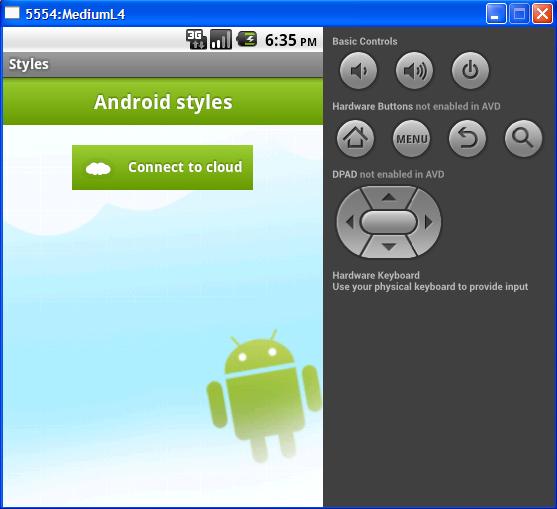 5554:MediumL4
3G 6:35 PM
Styles
Android styles
Connect to cloud
Basic Controls
Hardware Buttons not enabled in AVD
MENU
DPAD not enabled in AVD
Hardware Keyboard
Use your physical keyboard to provide input